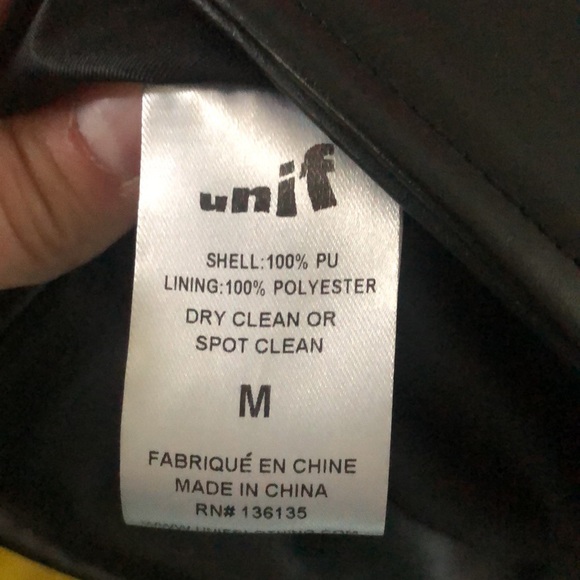 unif
SHELL:100% PU
LINING:100% POLYESTER
DRY CLEAN OR
SPOT CLEAN
M
FABRIQUÉ EN CHINE
MADE IN CHINA
RN# 136135